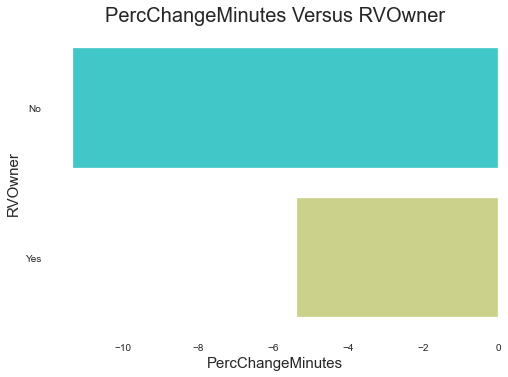 PercChangeMinutes Versus RVOwner
No
RVOwner
Yes
−10
−8
−6
−4
−2
0
PercChangeMinutes